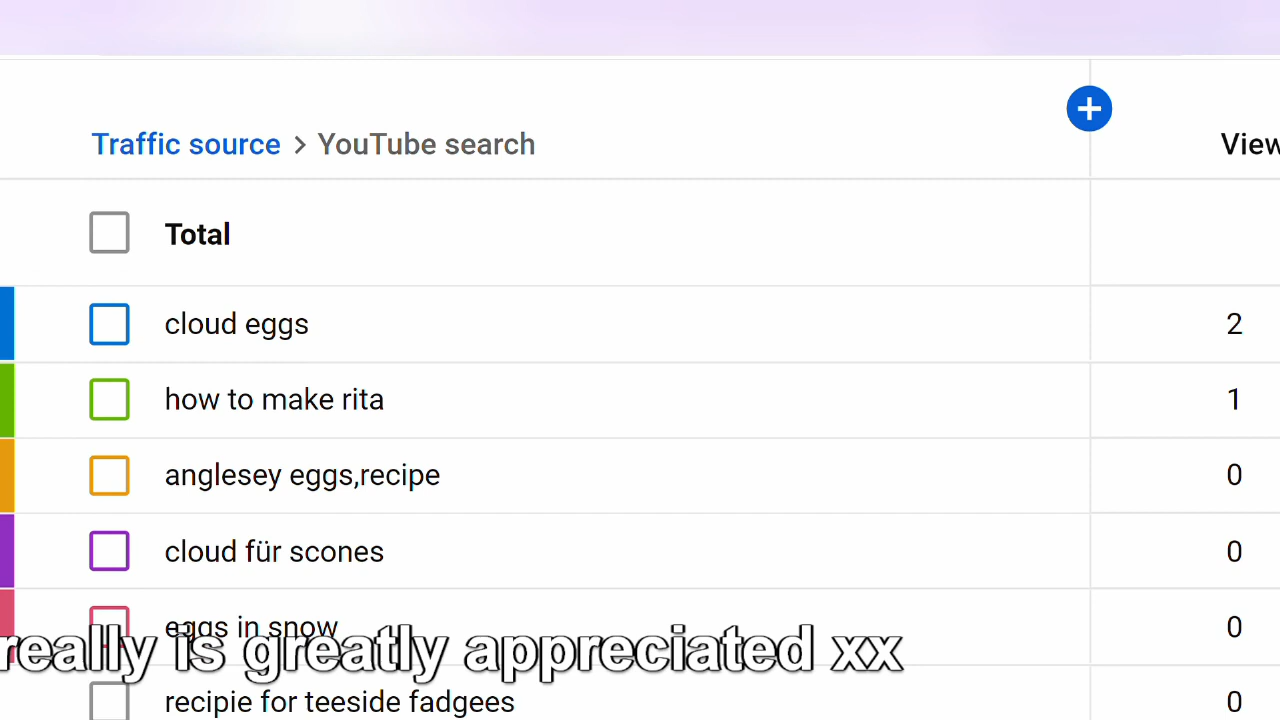 Traffic source > YouTube search
View
Total
cloud eggs 2
how to make rita 1
anglesey eggs,recipe 0
cloud für scones 0
eggs in snow 0
really is greatly appreciated xx
recipie for teeside fadgees 0